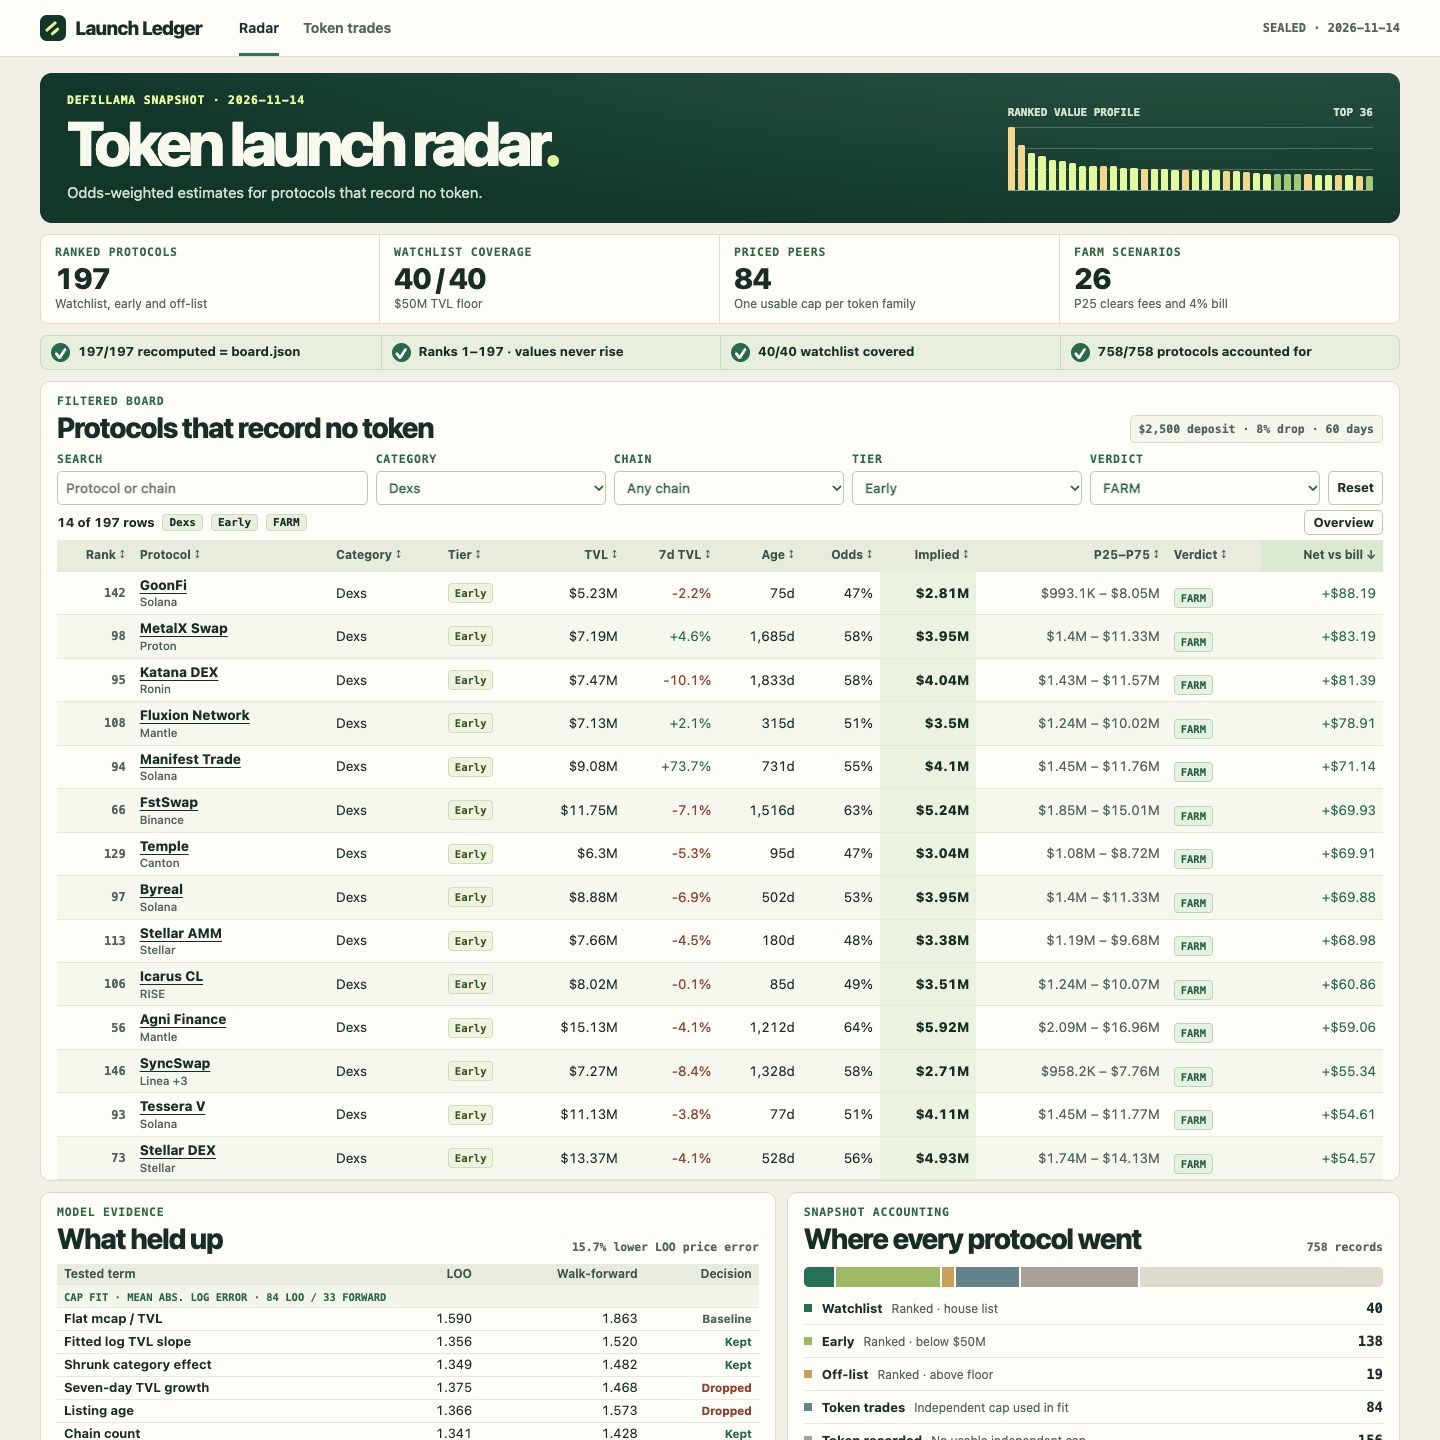 Launch Ledger Radar Token trades SEALED · 2026-11-14
DEFILLAMA SNAPSHOT · 2026-11-14
Token launch radar.
Odds-weighted estimates for protocols that record no token.
RANKED VALUE PROFILE TOP 36
RANKED PROTOCOLS
197
Watchlist, early and off-list
WATCHLIST COVERAGE
40/40
$50M TVL floor
PRICED PEERS
84
One usable cap per token family
FARM SCENARIOS
26
P25 clears fees and 4% bill
197/197 recomputed = board.json
Ranks 1–197 · values never rise
40/40 watchlist covered
758/758 protocols accounted for
FILTERED BOARD
Protocols that record no token
$2,500 deposit · 8% drop · 60 days
SEARCH CATEGORY CHAIN TIER VERDICT
Protocol or chain Dexs Any chain Early FARM Reset
14 of 197 rows Dexs Early FARM Overview
Rank ↕ Protocol ↕ Category ↕ Tier ↕ TVL ↕ 7d TVL ↕ Age ↕ Odds ↕ Implied ↕ P25–P75 ↕ Verdict ↕ Net vs bill ↓
142 GoonFi Dexs Early $5.23M -2.2% 75d 47% $2.81M $993.1K – $8.05M FARM +$88.19
Solana
98 MetalX Swap Dexs Early $7.19M +4.6% 1,685d 58% $3.95M $1.4M – $11.33M FARM +$83.19
Proton
95 Katana DEX Dexs Early $7.47M -10.1% 1,833d 58% $4.04M $1.43M – $11.57M FARM +$81.39
Ronin
108 Fluxion Network Dexs Early $7.13M +2.1% 315d 51% $3.5M $1.24M – $10.02M FARM +$78.91
Mantle
94 Manifest Trade Dexs Early $9.08M +73.7% 731d 55% $4.1M $1.45M – $11.76M FARM +$71.14
Solana
66 FstSwap Dexs Early $11.75M -7.1% 1,516d 63% $5.24M $1.85M – $15.01M FARM +$69.93
Binance
129 Temple Dexs Early $6.3M -5.3% 95d 47% $3.04M $1.08M – $8.72M FARM +$69.91
Canton
97 Byreal Dexs Early $8.88M -6.9% 502d 53% $3.95M $1.4M – $11.33M FARM +$69.88
Solana
113 Stellar AMM Dexs Early $7.66M -4.5% 180d 48% $3.38M $1.19M – $9.68M FARM +$68.98
Stellar
106 Icarus CL Dexs Early $8.02M -0.1% 85d 49% $3.51M $1.24M – $10.07M FARM +$60.86
RISE
56 Agni Finance Dexs Early $15.13M -4.1% 1,212d 64% $5.92M $2.09M – $16.96M FARM +$59.06
Mantle
146 SyncSwap Dexs Early $7.27M -8.4% 1,328d 58% $2.71M $958.2K – $7.76M FARM +$55.34
Linea +3
93 Tessera V Dexs Early $11.13M -3.8% 77d 51% $4.11M $1.45M – $11.77M FARM +$54.61
Solana
73 Stellar DEX Dexs Early $13.37M -4.1% 528d 56% $4.93M $1.74M – $14.13M FARM +$54.57
Stellar
MODEL EVIDENCE
What held up
15.7% lower LOO price error
Tested term LOO Walk-forward Decision
CAP FIT · MEAN ABS. LOG ERROR · 84 LOO / 33 FORWARD
Flat mcap / TVL 1.590 1.863 Baseline
Fitted log TVL slope 1.356 1.520 Kept
Shrunk category effect 1.349 1.482 Kept
Seven-day TVL growth 1.375 1.468 Dropped
Listing age 1.366 1.573 Dropped
Chain count 1.341 1.428 Kept
SNAPSHOT ACCOUNTING
Where every protocol went
758 records
Watchlist Ranked · house list 40
Early Ranked · below $50M 138
Off-list Ranked · above floor 19
Token trades Independent cap used in fit 84
Token recorded No usable independent cap 156